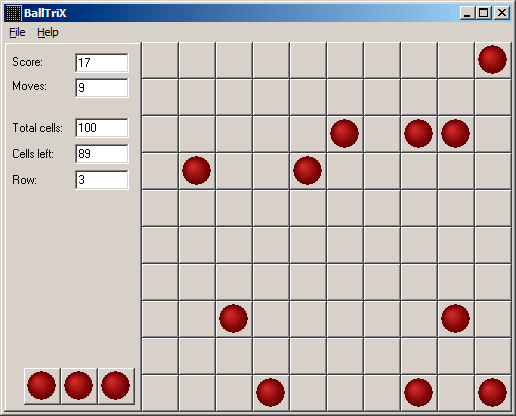 BallTriX
File Help
Score: 17
Moves: 9
Total cells: 100
Cells left: 89
Row: 3